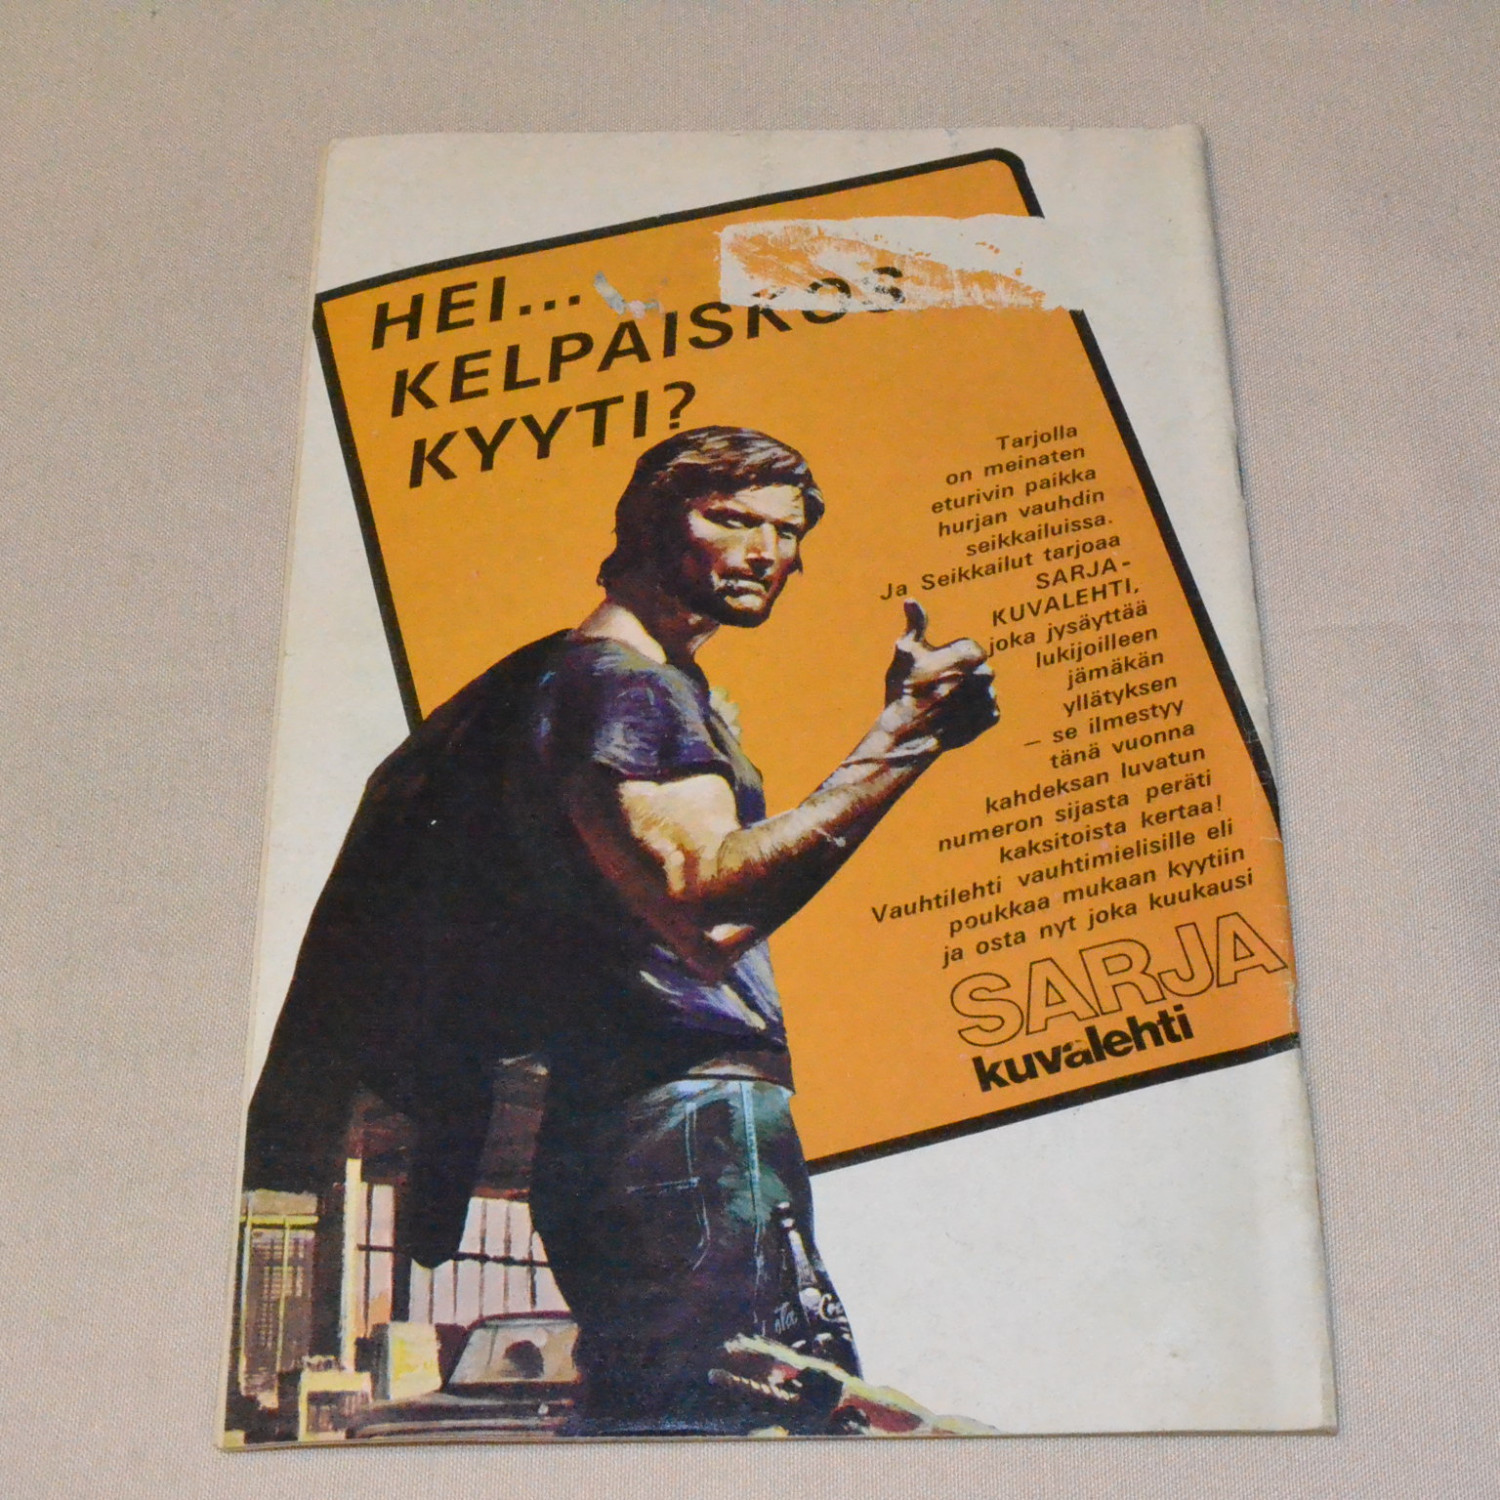 HEI...
KELPAISKOS
KYYTI?
Tarjolla
on meinaten
eturivin paikka
hurjan vauhdin
seikkailuissa.
Ja Seikkailut tarjoaa
SARJA-
KUVALEHTI,
joka jysäyttää
lukijoilleen
jämäkän
yllätyksen
— se ilmestyy
tänä vuonna
kahdeksan luvatun
numeron sijasta peräti
kaksitoista kertaa!
Vauhtilehti vauhtimielisille eli
poukkaa mukaan kyytiin
ja osta nyt joka kuukausi
SARJA
kuvalehti